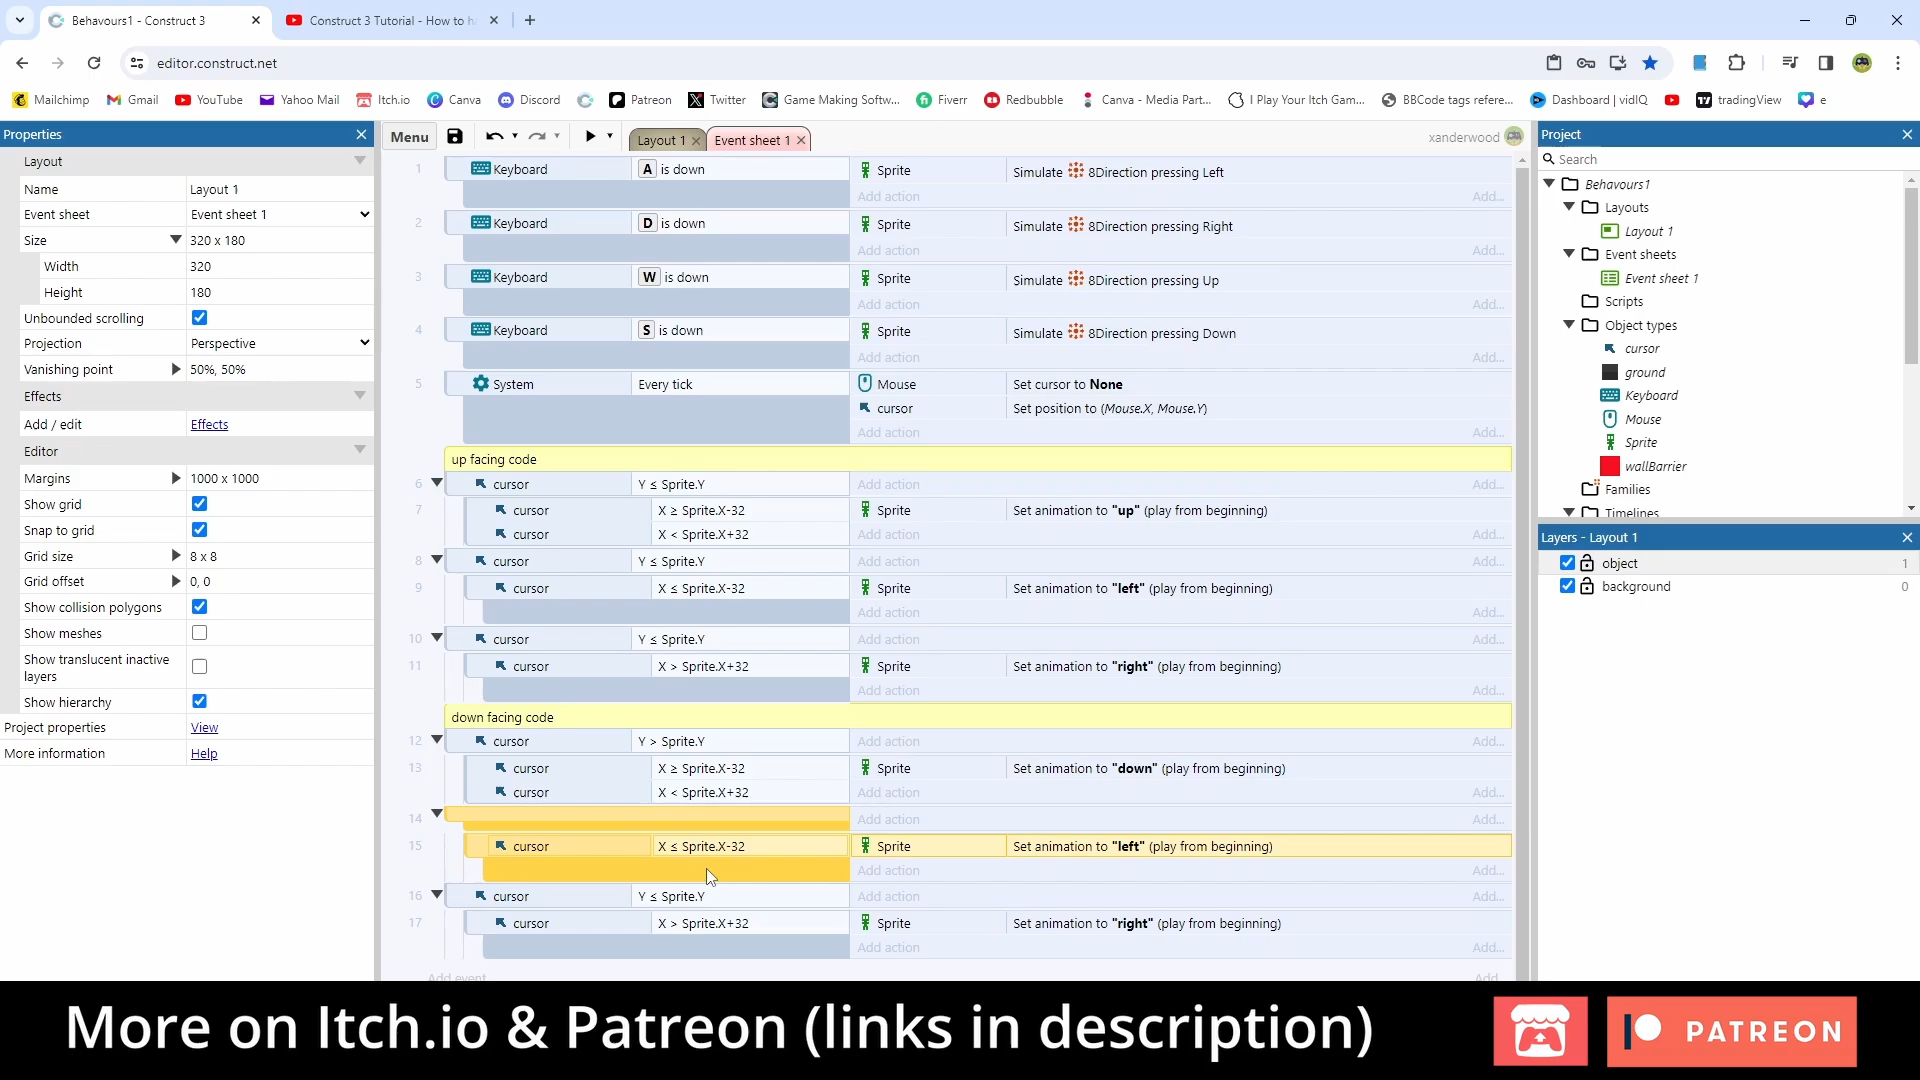 Behavours1 - Construct 3
Construct 3 Tutorial - How to h
editor.construct.net
Mailchimp Gmail YouTube Yahoo Mail Itch.io Canva Discord Patreon Twitter Game Making Softw... Fiverr Redbubble Canva - Media Part... I Play Your Itch Gam... BBCode tags refere... Dashboard | vidIQ tradingView e
Properties
Layout
Name Layout 1
Event sheet Event sheet 1
Size 320 x 180
Width 320
Height 180
Unbounded scrolling
Projection Perspective
Vanishing point 50%, 50%
Effects
Add / edit Effects
Editor
Margins 1000 x 1000
Show grid
Snap to grid
Grid size 8 x 8
Grid offset 0, 0
Show collision polygons
Show meshes
Show translucent inactive
layers
Show hierarchy
Project properties View
More information Help
Menu Layout 1 Event sheet 1 xanderwood
1 Keyboard A is down Sprite Simulate 8Direction pressing Left
Add action Add...
2 Keyboard D is down Sprite Simulate 8Direction pressing Right
Add action Add...
3 Keyboard W is down Sprite Simulate 8Direction pressing Up
Add action Add...
4 Keyboard S is down Sprite Simulate 8Direction pressing Down
Add action Add...
5 System Every tick Mouse Set cursor to None
cursor Set position to (Mouse.X, Mouse.Y)
Add action Add...
up facing code
6 cursor Y ≤ Sprite.Y Add action Add...
7 cursor X ≥ Sprite.X-32 Sprite Set animation to "up" (play from beginning)
cursor X < Sprite.X+32 Add action Add...
8 cursor Y ≤ Sprite.Y Add action Add...
9 cursor X ≤ Sprite.X-32 Sprite Set animation to "left" (play from beginning)
Add action Add...
10 cursor Y ≤ Sprite.Y Add action Add...
11 cursor X > Sprite.X+32 Sprite Set animation to "right" (play from beginning)
Add action Add...
down facing code
12 cursor Y > Sprite.Y Add action Add...
13 cursor X ≥ Sprite.X-32 Sprite Set animation to "down" (play from beginning)
cursor X < Sprite.X+32 Add action Add...
14 Add action Add...
15 cursor X ≤ Sprite.X-32 Sprite Set animation to "left" (play from beginning)
Add action Add...
16 cursor Y ≤ Sprite.Y Add action Add...
17 cursor X > Sprite.X+32 Sprite Set animation to "right" (play from beginning)
Add action Add...
Add event Add
Project
Search
Behavours1
Layouts
Layout 1
Event sheets
Event sheet 1
Scripts
Object types
cursor
ground
Keyboard
Mouse
Sprite
wallBarrier
Families
Timelines
Layers - Layout 1
object 1
background 0
More on Itch.io & Patreon (links in description)
PATREON